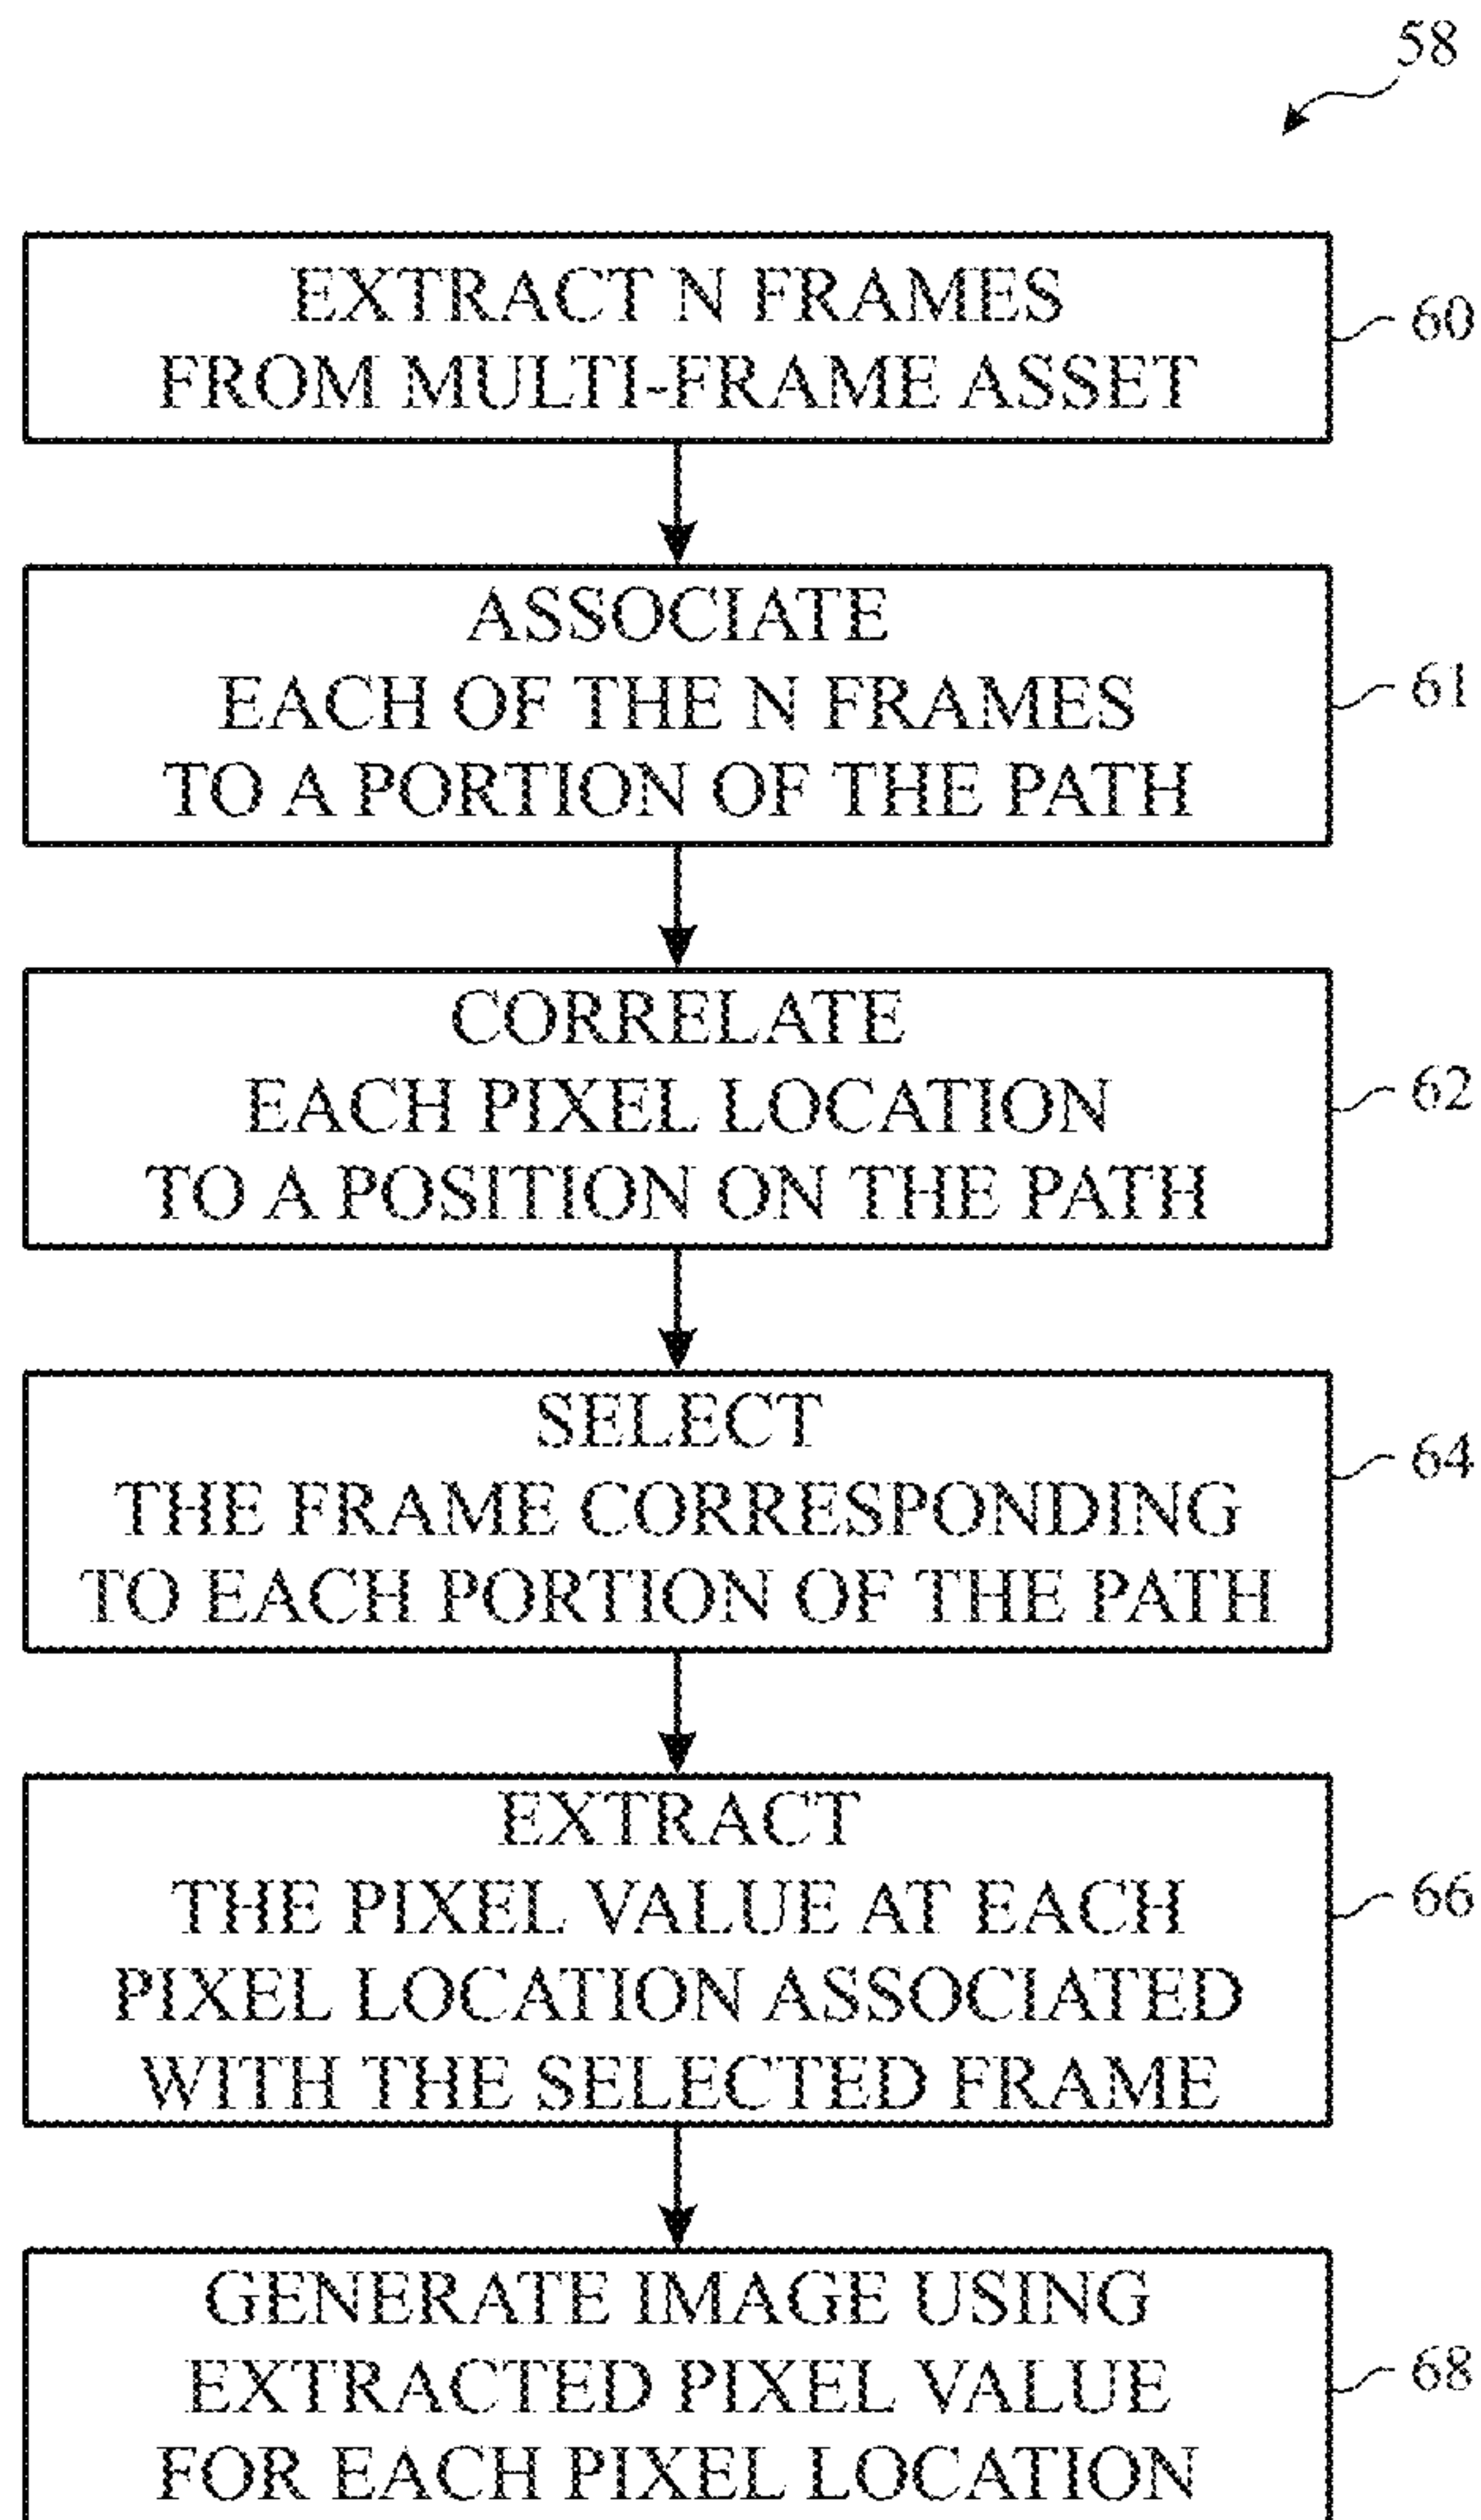 58
EXTRACT N FRAMES
FROM MULTI-FRAME ASSET
60
ASSOCIATE
EACH OF THE N FRAMES
TO A PORTION OF THE PATH
61
CORRELATE
EACH PIXEL LOCATION
TO A POSITION ON THE PATH
62
SELECT
THE FRAME CORRESPONDING
TO EACH PORTION OF THE PATH
64
EXTRACT
THE PIXEL VALUE AT EACH
PIXEL LOCATION ASSOCIATED
WITH THE SELECTED FRAME
66
GENERATE IMAGE USING
EXTRACTED PIXEL VALUE
FOR EACH PIXEL LOCATION
68